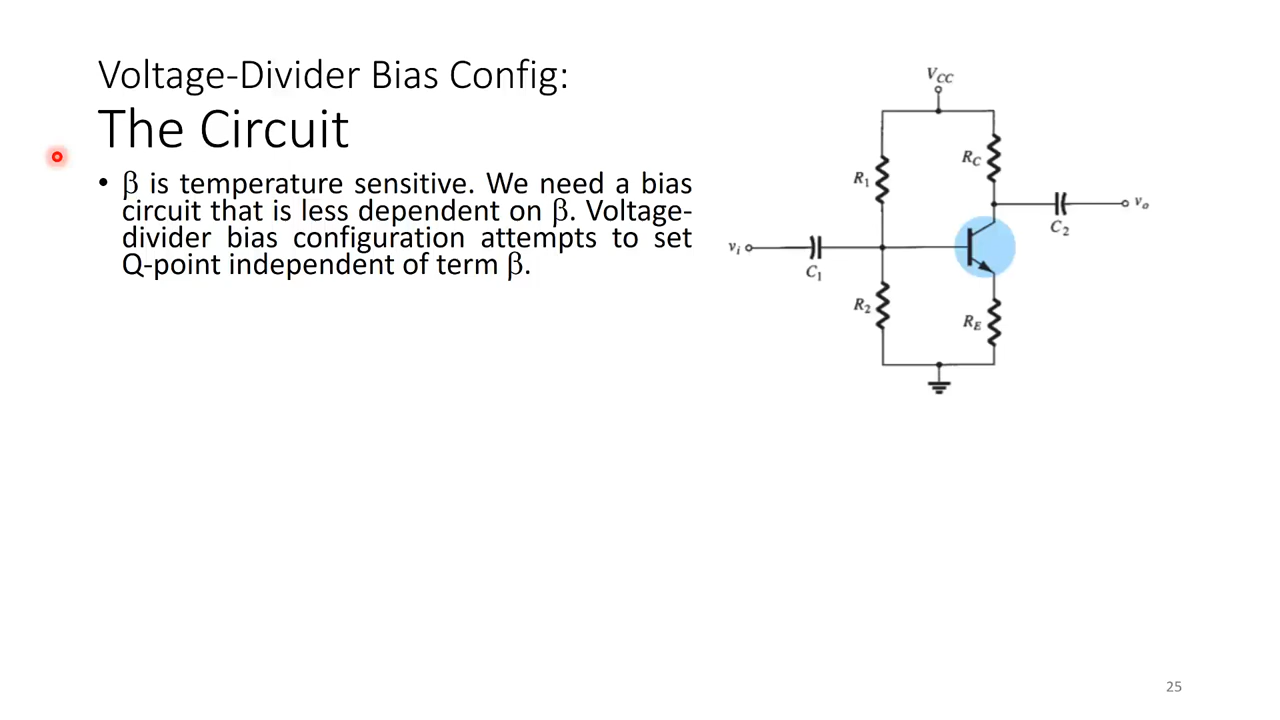 Voltage-Divider Bias Config:
The Circuit
• β is temperature sensitive. We need a bias
circuit that is less dependent on β. Voltage-
divider bias configuration attempts to set
Q-point independent of term β.
VCC
RC
R1
vo
C2
vi
C1
R2
RE
25